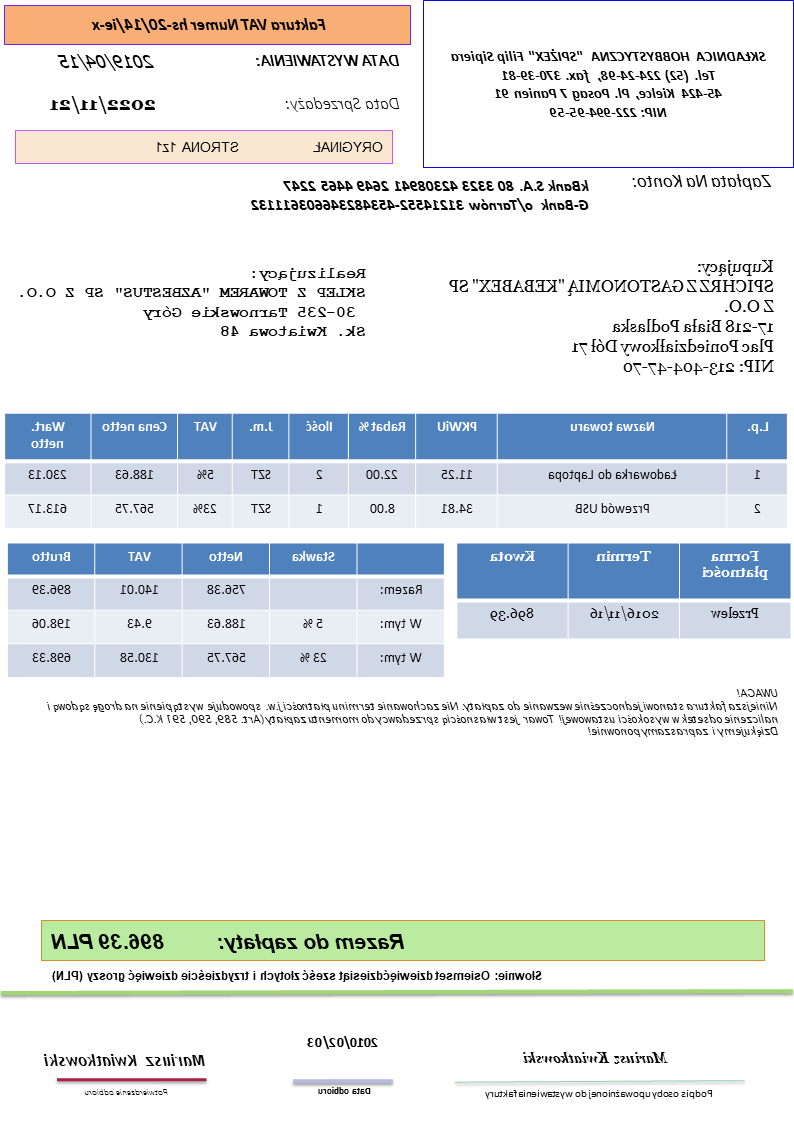 SKŁADNICA HOBBYSTYCZNA "SPIŻEX" Filip Sipiera
Tel. (52) 224-24-98, fax. 370-39-81
45-424 Kielce, Pl. Posag 7 Panien 91
NIP: 222-994-95-59
Faktura VAT Numer hs-20/14/ie-x
DATA WYSTAWIENIA: 2019/04/15
Data Sprzedaży: 2022/11/21
ORYGINAŁ STRONA 1z1
Zapłata Na Konto: kBank S.A. 80 3323 42308941 2649 4465 2247
G-Bank o/Tarnów 31214552-453482346603611132
Kupujący:
SPICHRZ Z GASTONOMIĄ "KEBABEX" SP
Z O.O.
17-218 Biała Podlaska
Plac Poniedziałkowy Dół 71
NIP: 213-404-47-70
Realizujący:
SKLEP Z TOWAREM "AZBESTUS" SP Z O.O.
30-235 Tarnowskie Góry
Sk. Kwiatowa 48
L.p. Nazwa towaru PKWiU Rabat % Ilość J.m. VAT Cena netto Wart. netto
1 Ładowarka do Laptopa 11.25 22.00 2 SZT 5% 188.63 230.13
2 Przewód USB 34.81 8.00 1 SZT 23% 567.75 613.17
Forma płatności Termin Kwota
Przelew 2016/11/16 896.39
Stawka Netto VAT Brutto
Razem: 756.38 140.01 896.39
W tym: 5 % 188.63 9.43 198.06
W tym: 23 % 567.75 130.58 698.33
UWAGA!
Niniejsza faktura stanowi jednocześnie wezwanie do zapłaty. Nie zachowanie terminu płatności j.w. spowoduje wystąpienie na drogę sądową i
naliczenie odsetek w wysokości ustawowej! Towar jest własnością sprzedawcy do momentu zapłaty (Art. 589, 590, 591 K.C.)
Dziękujemy i zapraszamy ponownie!
Razem do zapłaty: 896.39 PLN
Słownie: Osiemset dziewięćdziesiąt sześć złotych i trzydzieście dziewięć groszy (PLN)
Mariusz Kwiatkowski
Podpis osoby upoważnonej do wystawienia faktury
2010/02/03
Data odbioru
Mariusz Kwiatkowski
Potwierdzenie odbioru